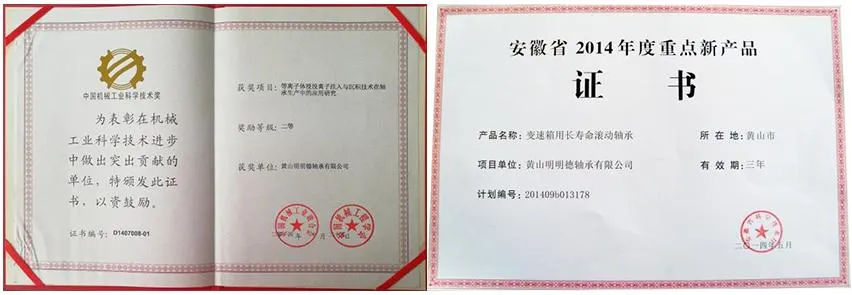 中国机械工业科学技术奖
为表彰在机械
工业科学技术进步
中做出突出贡献的
单位，特颁发此证
书，以资鼓励。
证书编号：D1407008-01
获奖项目：等离子体浸没离子注入与沉积技术在轴
承生产中的应用研究
奖励等级：二等
获奖单位：黄山明明德轴承有限公司
安徽省 2014 年度重点新产品
证 书
产品名称：变速箱用长寿命滚动轴承
所 在 地：黄山市
项目单位：黄山明明德轴承有限公司
有 效 期：三年
计划编号：201409b013178
二〇一四年五月